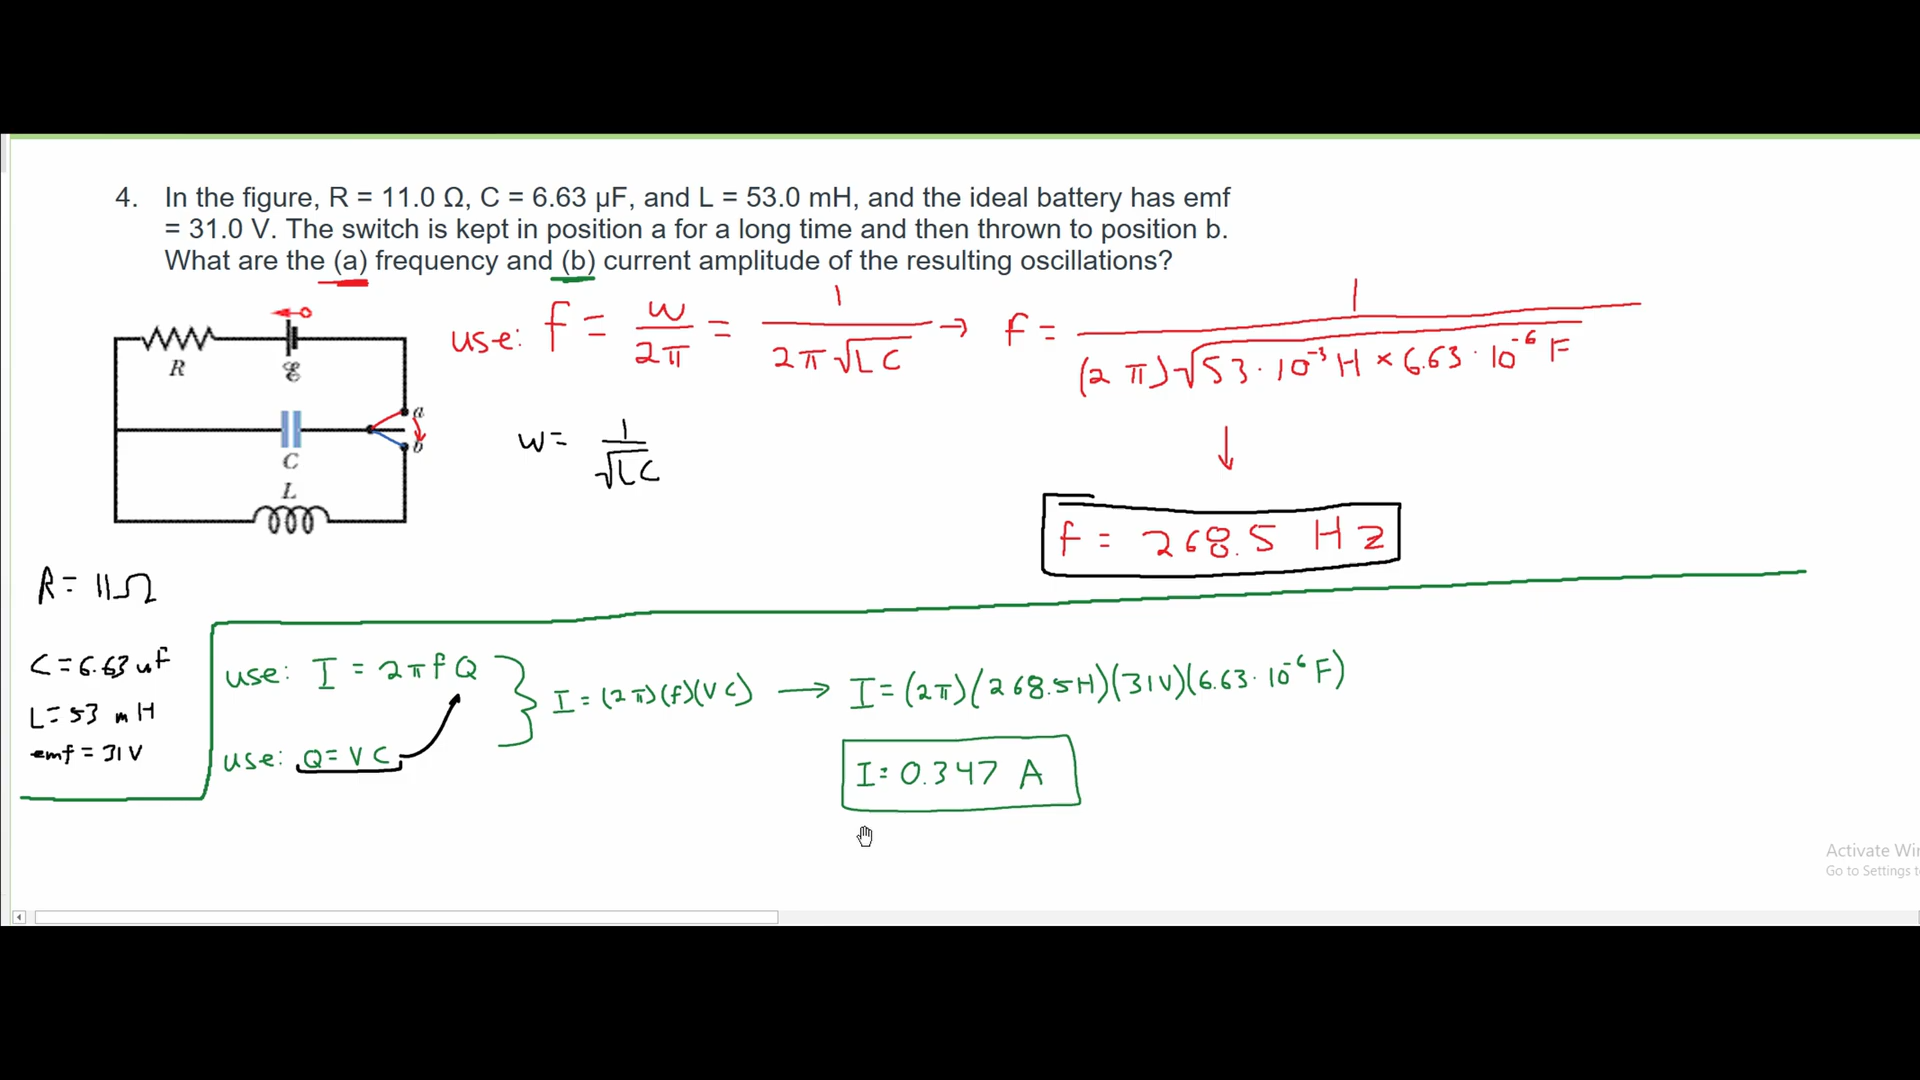 4. In the figure, R = 11.0 Ω, C = 6.63 µF, and L = 53.0 mH, and the ideal battery has emf
= 31.0 V. The switch is kept in position a for a long time and then thrown to position b.
What are the (a) frequency and (b) current amplitude of the resulting oscillations?
use: f = w/2π = 1/2π√LC → f = 1/(2π)√53·10⁻³H × 6.63·10⁻⁶F
R
ℰ
a
b
C
L
w = 1/√LC
↓
f = 268.5 Hz
R = 11Ω
C = 6.63 uF
L = 53 mH
emf = 31V
use: I = 2πfQ
use: Q = VC
I = (2π)(f)(VC) → I = (2π)(268.5H)(31V)(6.63·10⁻⁶F)
I = 0.347 A
Activate Wi
Go to Settings t